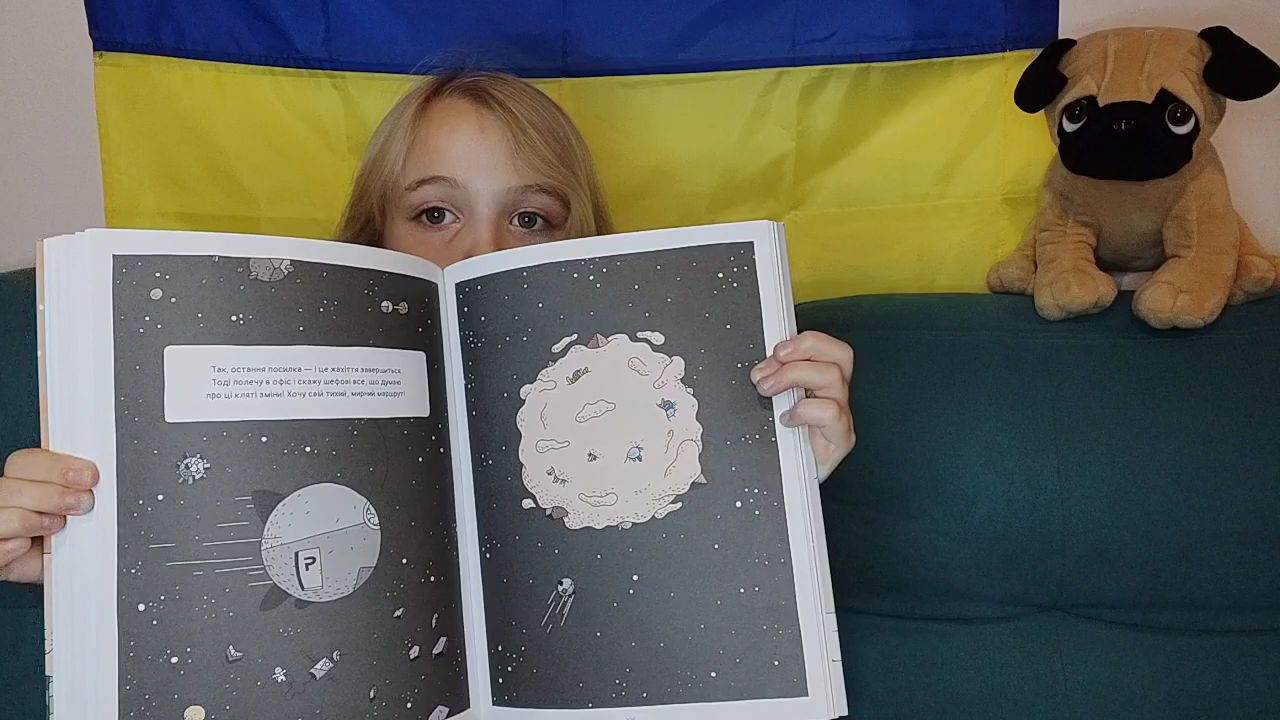 Так, остання посилка — і це жахіття завершиться.
Тоді полечу в офіс і скажу шефові все, що думаю
про ці кляті зміни! Хочу свій тихий, мирний маршрут!
?